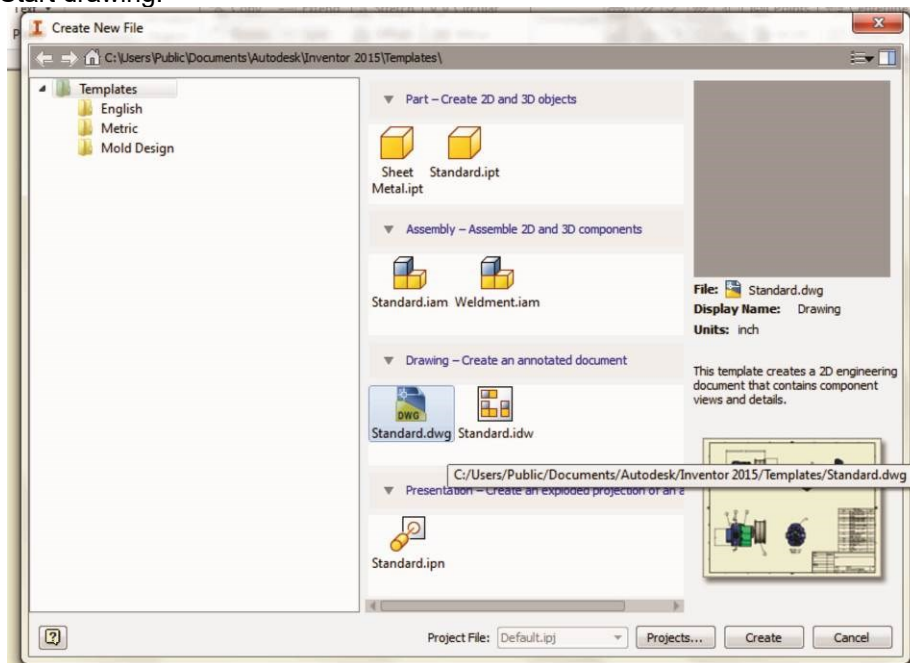 Start drawing.
Create New File
C:\Users\Public\Documents\Autodesk\Inventor 2015\Templates\
Templates
English
Metric
Mold Design
Part – Create 2D and 3D objects
Sheet Metal.ipt
Standard.ipt
Assembly – Assemble 2D and 3D components
Standard.iam
Weldment.iam
Drawing – Create an annotated document
DWG
Standard.dwg
Standard.idw
C:/Users/Public/Documents/Autodesk/Inventor 2015/Templates/Standard.dwg
Presentation – Create an exploded projection of an a
Standard.ipn
File: Standard.dwg
Display Name: Drawing
Units: inch
This template creates a 2D engineering
document that contains component
views and details.
Project File: Default.ipj
Projects...
Create
Cancel